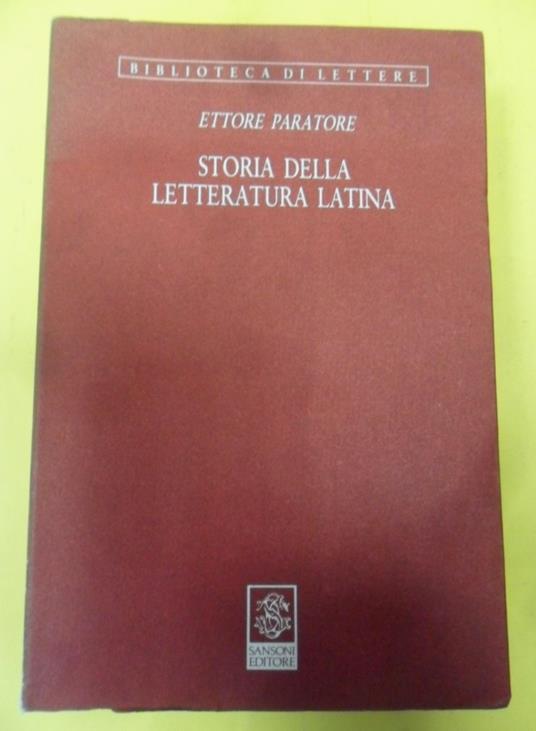 BIBLIOTECA DI LETTERE
ETTORE PARATORE
STORIA DELLA
LETTERATURA LATINA
SANSONI
EDITORE